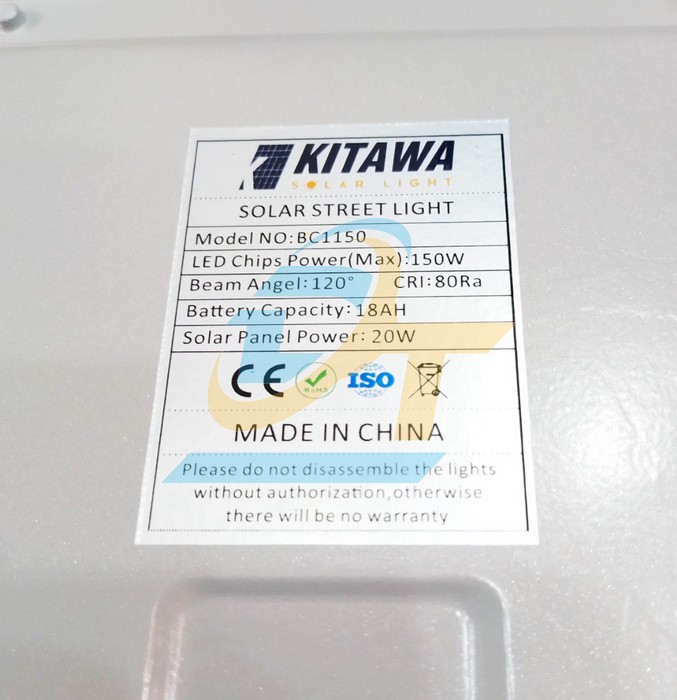 KITAWA
SOLAR LIGHT
SOLAR STREET LIGHT
Model NO:BC1150
LED Chips Power(Max):150W
Beam Angel:120° CRI:80Ra
Battery Capacity:18AH
Solar Panel Power: 20W
CE RoHS ISO
MADE IN CHINA
Please do not disassemble the lights
without authorization,otherwise
there will be no warranty
DT